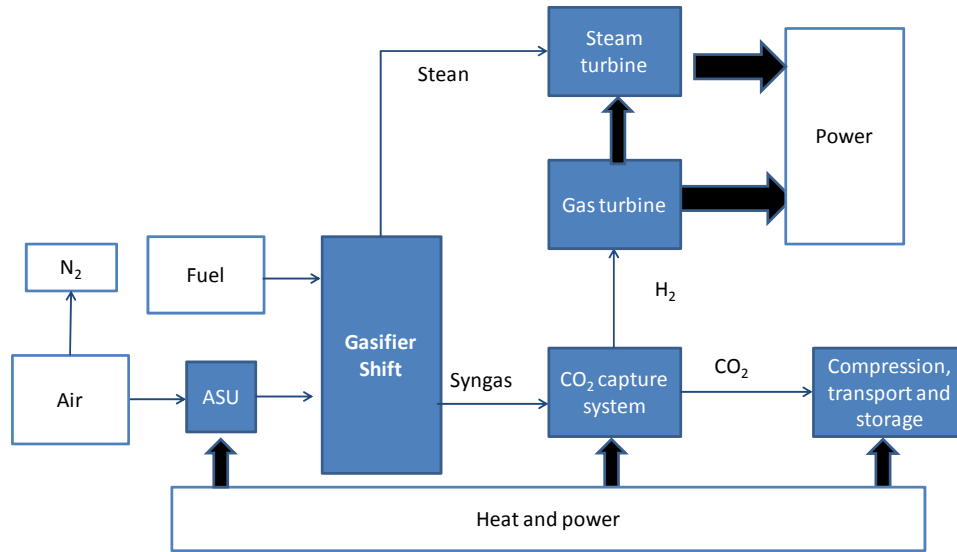 Steam
turbine
Stean
Power
Gas turbine
N₂
Fuel
H₂
Gasifier
Shift
Air
ASU
Syngas
CO₂ capture
system
CO₂
Compression,
transport and
storage
Heat and power